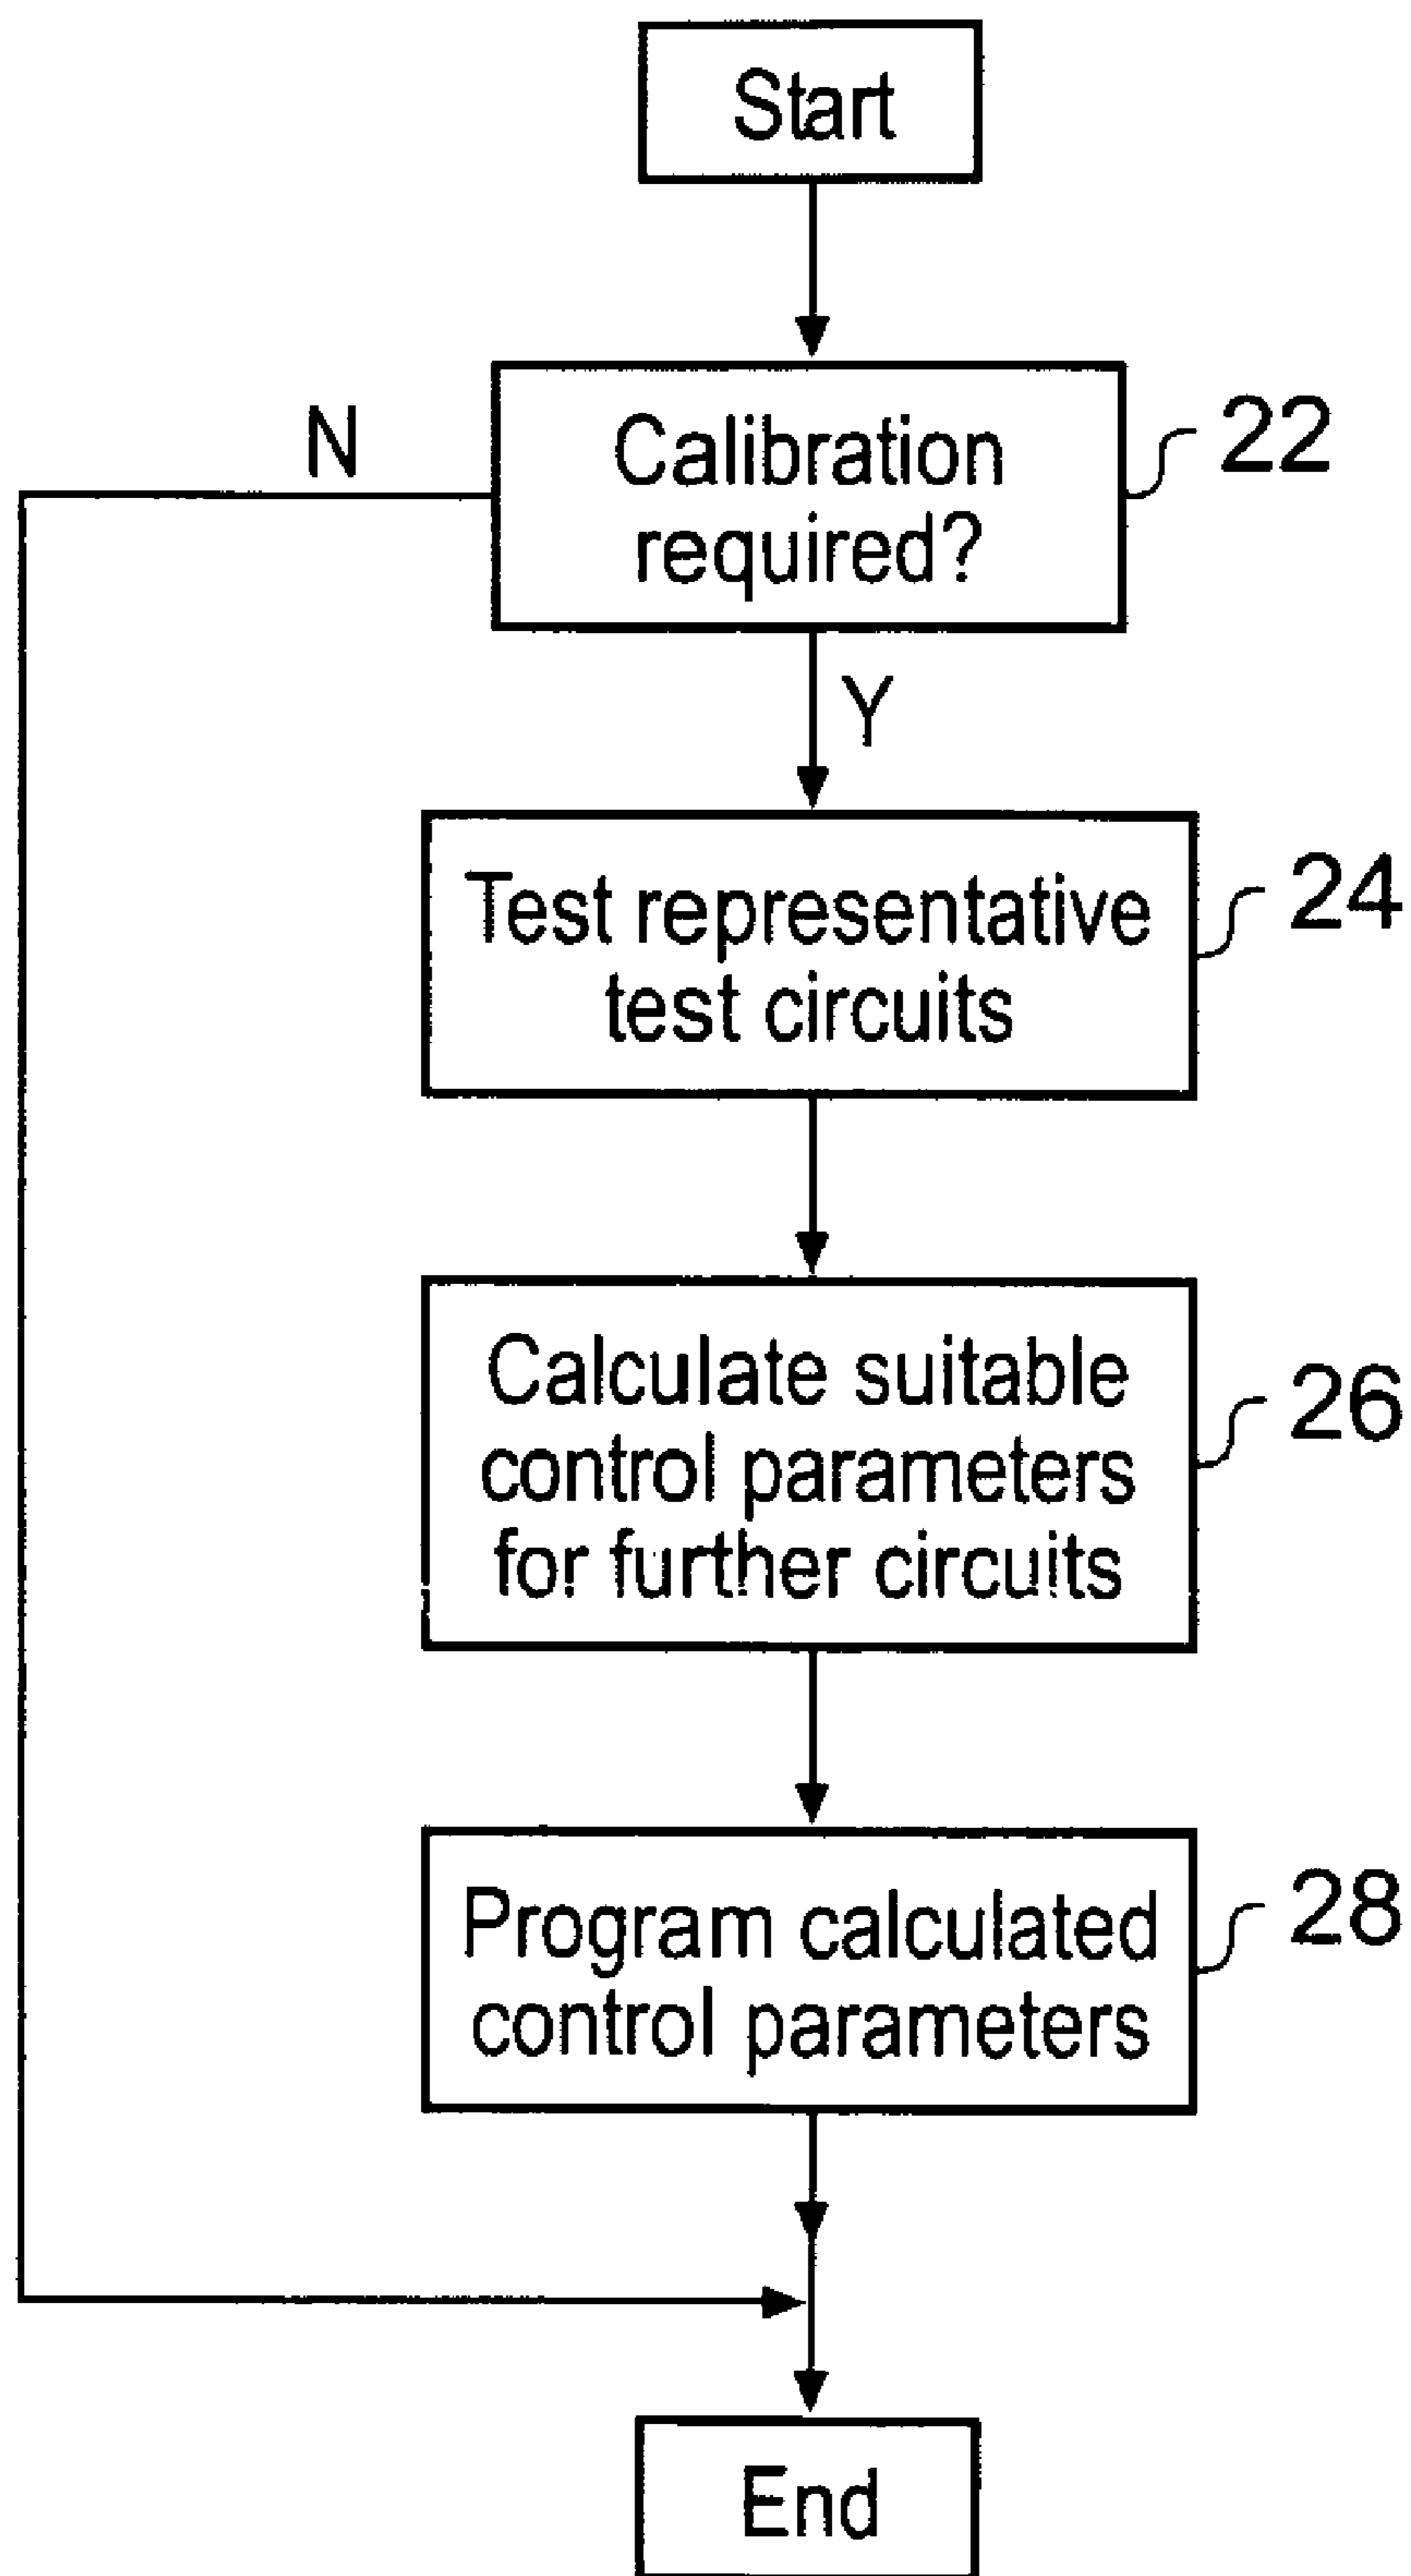 Start
N
Calibration
required?
22
Y
Test representative
test circuits
24
Calculate suitable
control parameters
for further circuits
26
Program calculated
control parameters
28
End